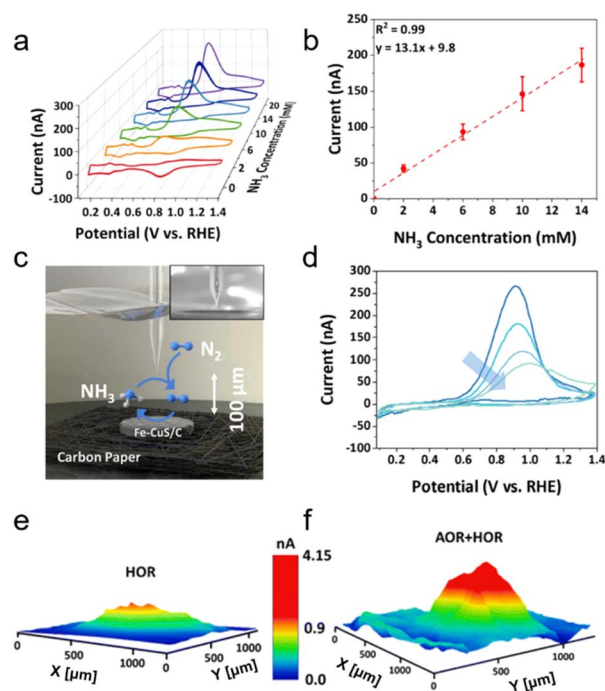 a
300
200
100
0
-100
Current (nA)
0.2 0.4 0.6 0.8 1.0 1.2 1.4
Potential (V vs. RHE)
0
2
6
10
14
20
NH₃ Concentration (mM)
b
250
200
150
100
50
0
Current (nA)
R² = 0.99
y = 13.1x + 9.8
0 2 4 6 8 10 12 14
NH₃ Concentration (mM)
c
N₂
NH₃
100 µm
Fe-CuS/C
Carbon Paper
d
300
250
200
150
100
50
0
-50
-100
Current (nA)
0.2 0.4 0.6 0.8 1.0 1.2 1.4
Potential (V vs. RHE)
e
HOR
0
500
1000
X [µm]
0
500
1000
Y [µm]
nA
4.15
0.9
0.0
f
AOR+HOR
0
500
1000
X [µm]
0
500
1000
Y [µm]